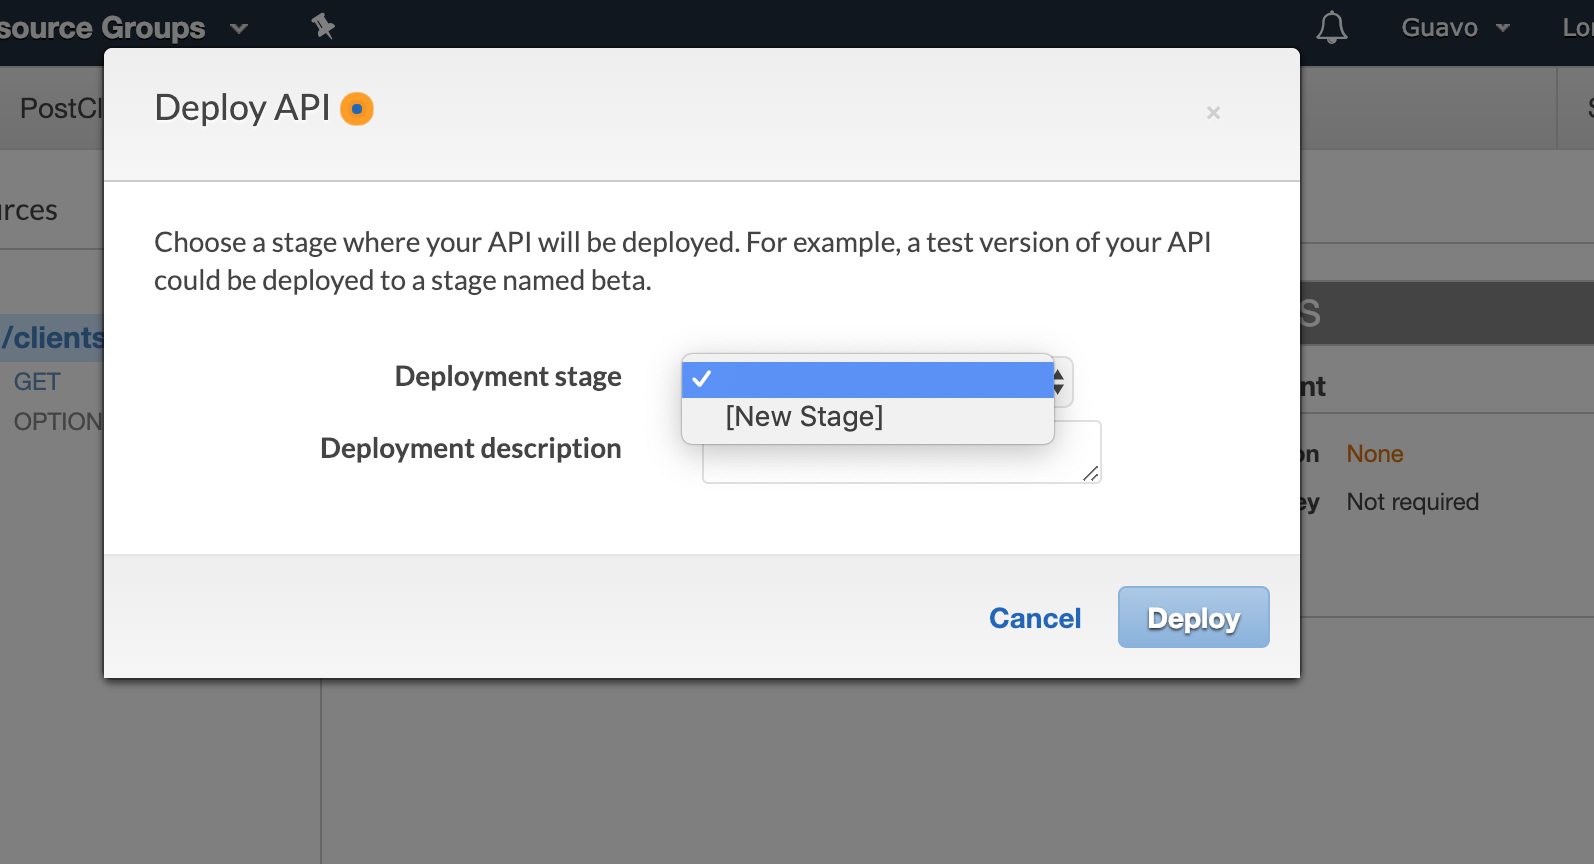 source Groups
Guavo
Lon
PostCl
Deploy API
×
urces
Choose a stage where your API will be deployed. For example, a test version of your API
could be deployed to a stage named beta.
/clients
GET
OPTION
Deployment stage
[New Stage]
Deployment description
S
nt
on None
ey Not required
Cancel
Deploy